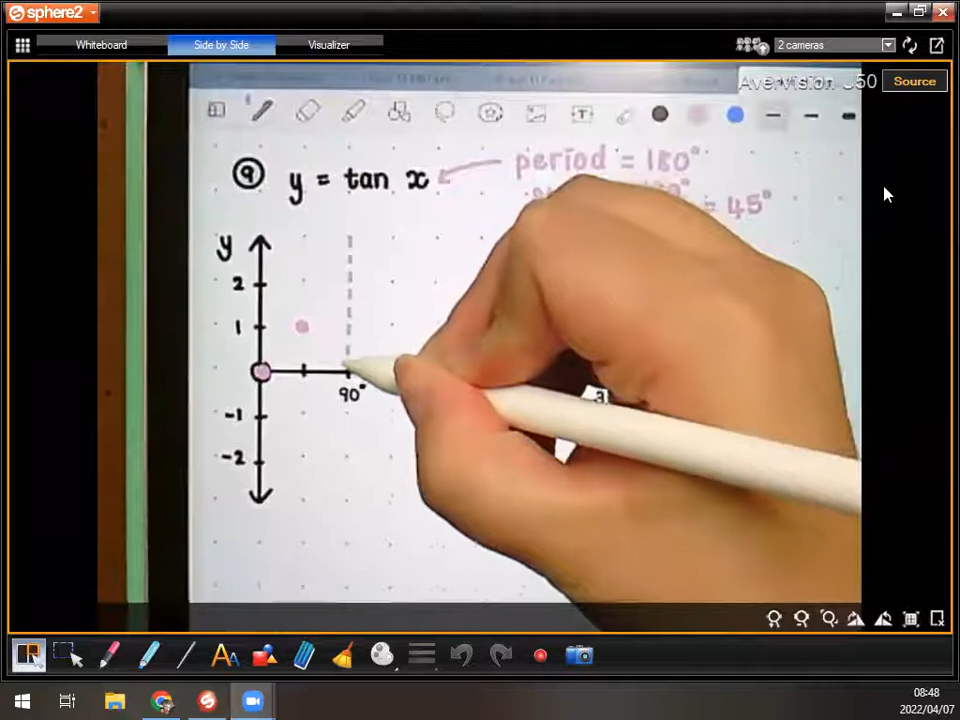 sphere2
Whiteboard
Side by Side
Visualizer
2 cameras
AverVision U50
Source
9 y = tan x
period = 180°
= 45°
y
2
1
90°
-1
-2
08:48
2022/04/07